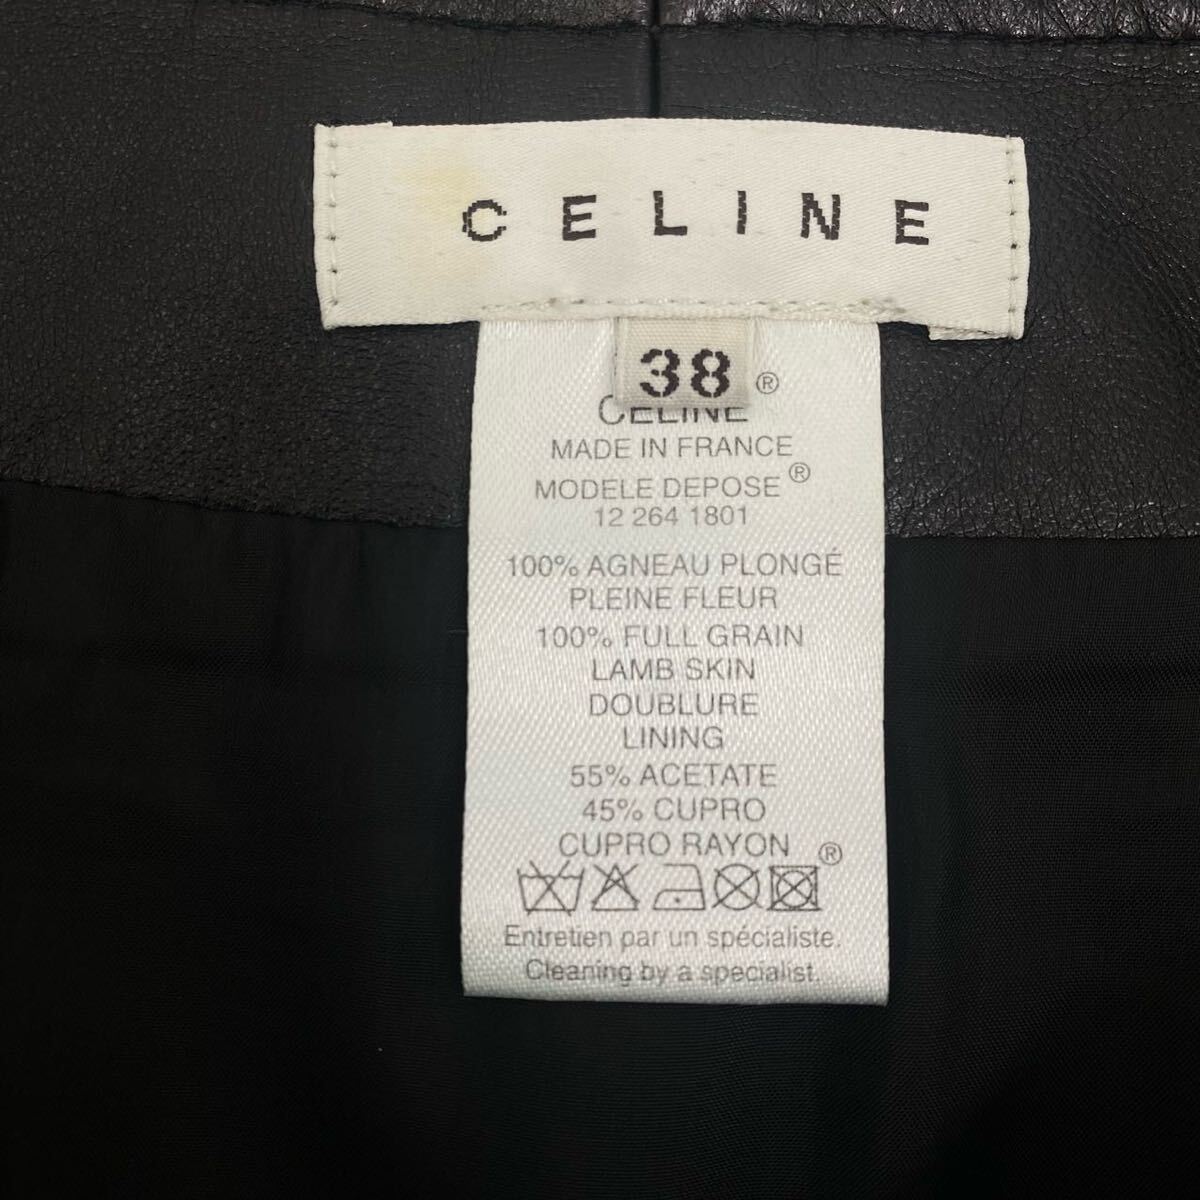 CELINE
38
CELINE®
MADE IN FRANCE
MODELE DEPOSE®
12 264 1801
100% AGNEAU PLONGÉ
PLEINE FLEUR
100% FULL GRAIN
LAMB SKIN
DOUBLURE
LINING
55% ACETATE
45% CUPRO
CUPRO RAYON
®
Entretien par un spécialiste.
Cleaning by a specialist.